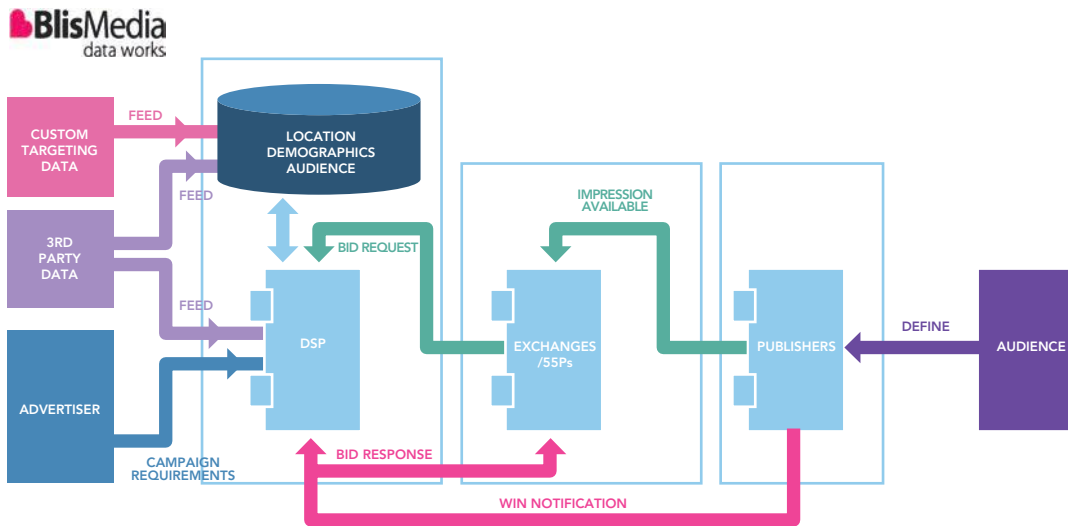 BlisMedia
data works
FEED
CUSTOM
TARGETING
DATA
LOCATION
DEMOGRAPHICS
AUDIENCE
FEED
IMPRESSION
AVAILABLE
3RD
PARTY
DATA
BID REQUEST
FEED
DSP
EXCHANGES
/55Ps
PUBLISHERS
DEFINE
AUDIENCE
ADVERTISER
CAMPAIGN
REQUIREMENTS
BID RESPONSE
WIN NOTIFICATION